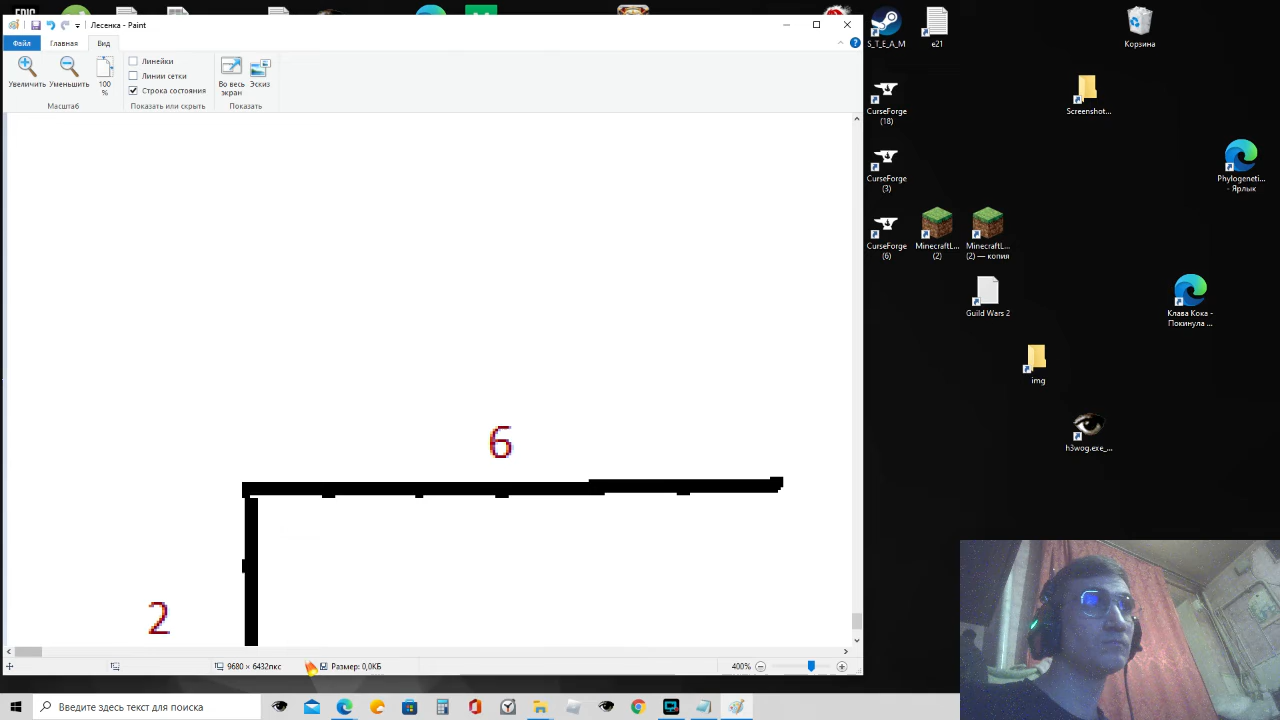 EPIC
Лесенка - Paint
Файл
Главная
Вид
Увеличить
Уменьшить
100
%
Линейки
Линии сетки
Строка состояния
Во весь
экран
Эскиз
Масштаб
Показать или скрыть
Показать
6
2
9680 × 6432пкс
Размер: 0,0КБ
400%
S_T_E_A_M
e21
Корзина
CurseForge
(18)
Screenshot...
CurseForge
(3)
Phylogeneti...
- Ярлык
CurseForge
(6)
MinecraftL...
(2)
MinecraftL...
(2) — копия
Guild Wars 2
Клава Кока -
Покинула ...
img
h3wog.exe_...
Введите здесь текст для поиска